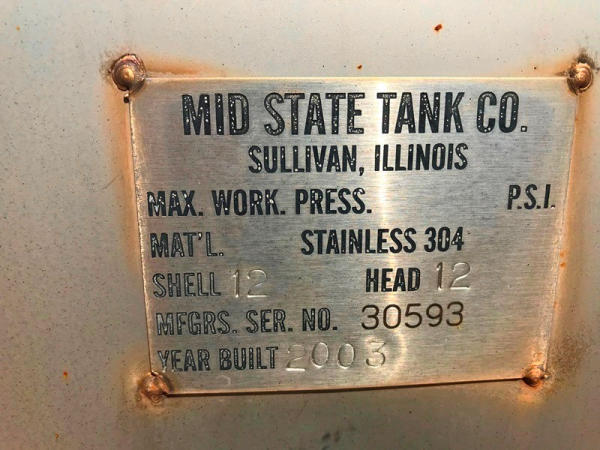 MID STATE TANK CO.
SULLIVAN, ILLINOIS
MAX. WORK. PRESS. P.S.I.
MAT'L. STAINLESS 304
SHELL 12 HEAD 12
MFGRS. SER. NO. 30593
YEAR BUILT 2003